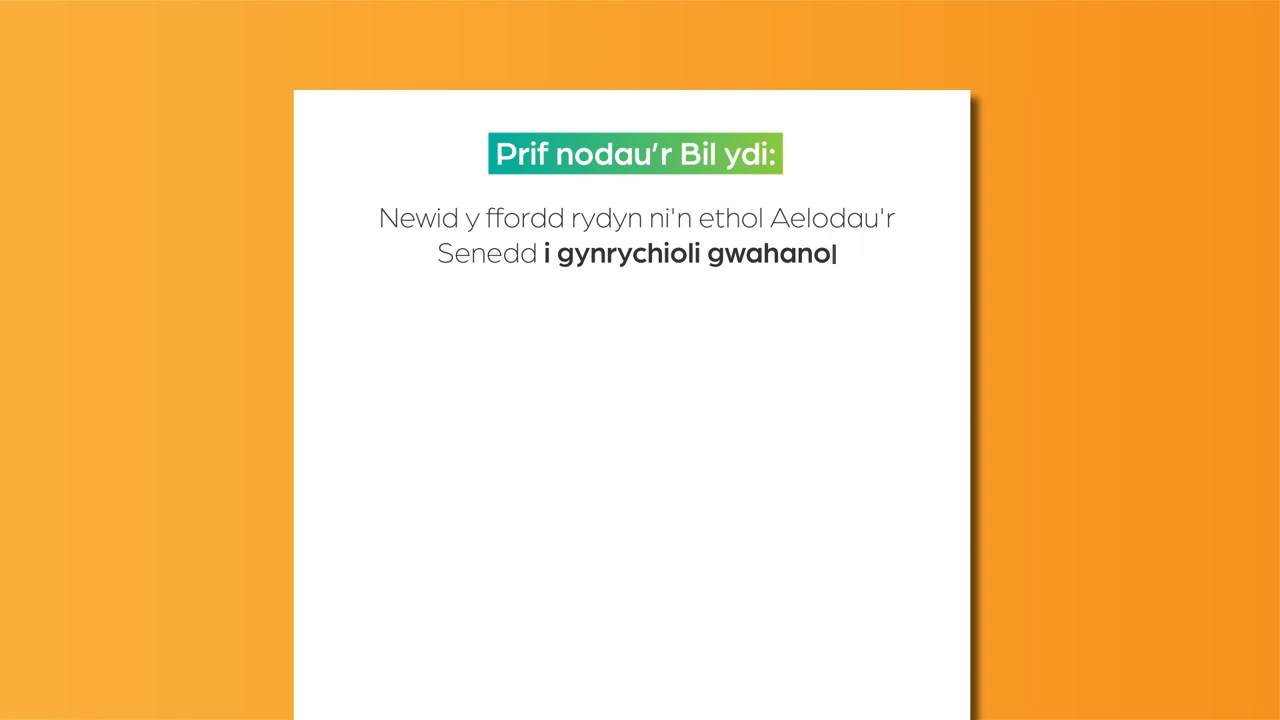 Prif nodau'r Bil ydi:
Newid y ffordd rydyn ni'n ethol Aelodau'r
Senedd i gynrychioli gwahanol